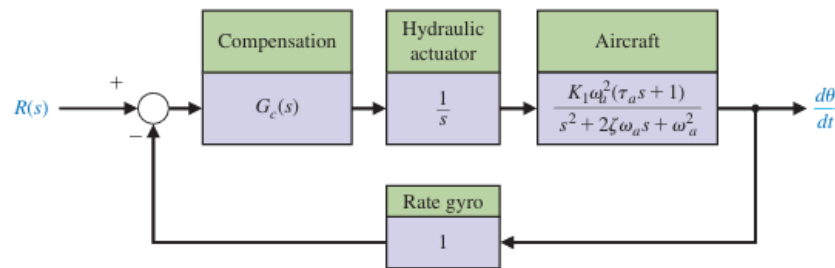 Compensation
Hydraulic
actuator
Aircraft
R(s)
+
−
G_c(s)
1
s
K_1ω_a^2(τ_a s + 1)
s^2 + 2ζω_a s + ω_a^2
dθ
dt
Rate gyro
1